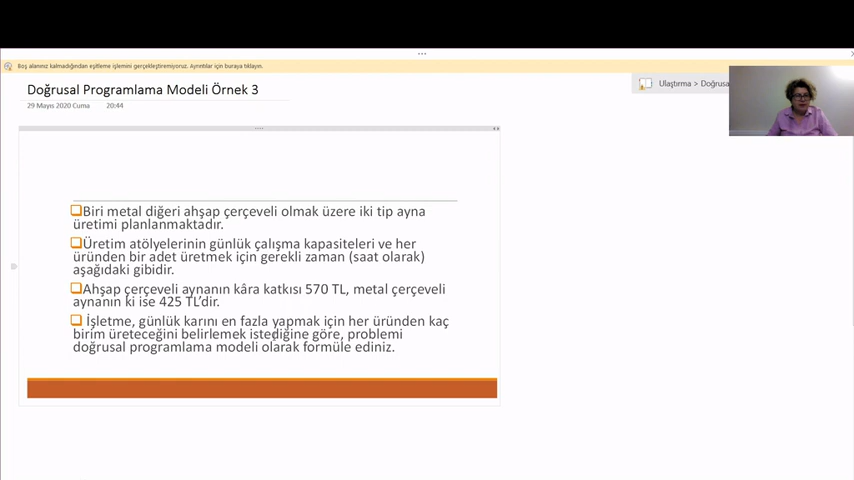 Boş alanınız kalmadığından eşitleme işlemini gerçekleştiremiyoruz. Ayrıntılar için buraya tıklayın.
Doğrusal Programlama Modeli Örnek 3
29 Mayıs 2020 Cuma 20:44
Ulaştırma > Doğrusa
Biri metal diğeri ahşap çerçeveli olmak üzere iki tip ayna
üretimi planlanmaktadır.
Üretim atölyelerinin günlük çalışma kapasiteleri ve her
üründen bir adet üretmek için gerekli zaman (saat olarak)
aşağıdaki gibidir.
Ahşap çerçeveli aynanın kâra katkısı 570 TL, metal çerçeveli
aynanın ki ise 425 TL'dir.
İşletme, günlük karını en fazla yapmak için her üründen kaç
birim üreteceğini belirlemek istediğine göre, problemi
doğrusal programlama modeli olarak formüle ediniz.